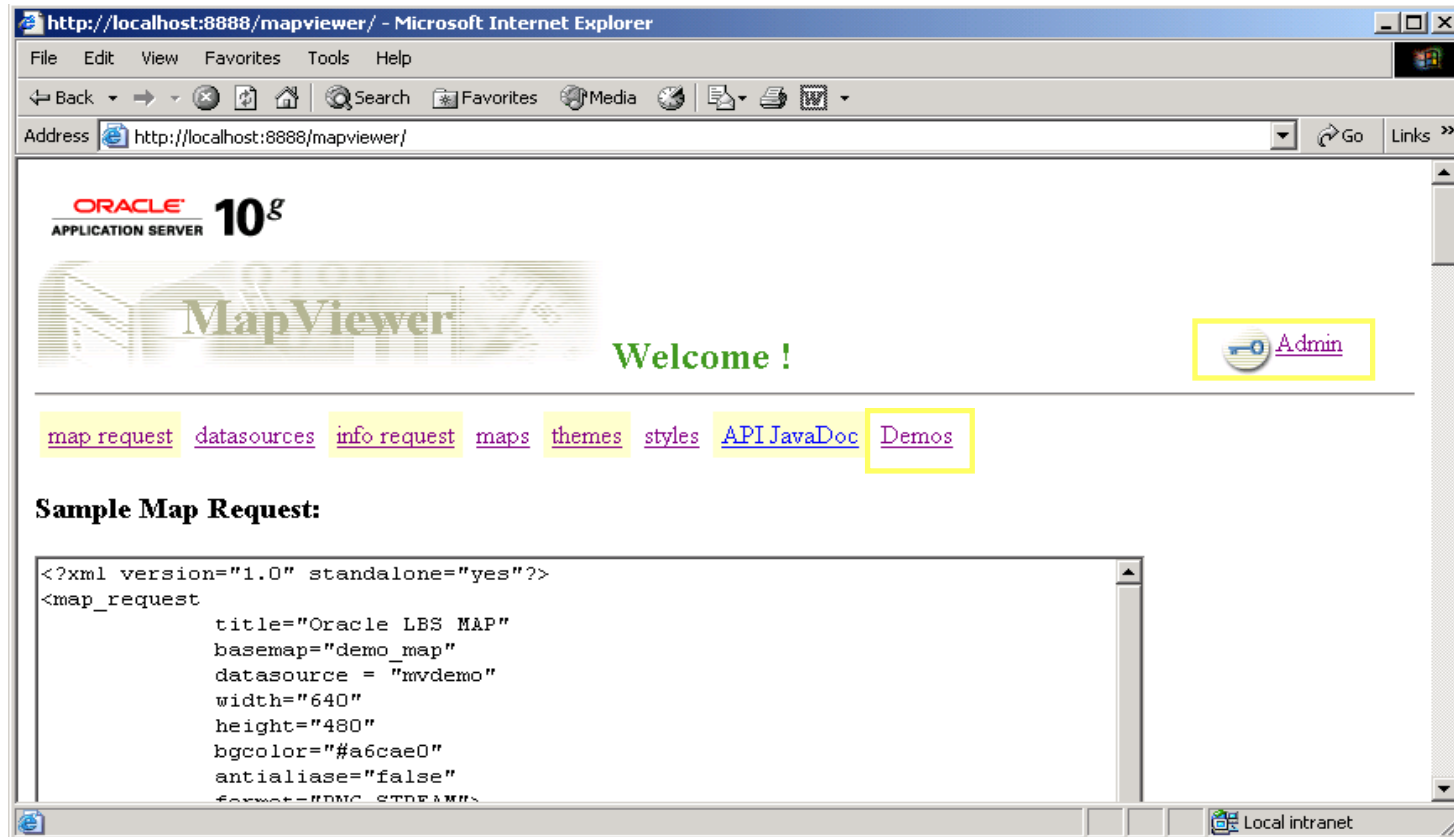 http://localhost:8888/mapviewer/ - Microsoft Internet Explorer
File Edit View Favorites Tools Help
Back Search Favorites Media
Address http://localhost:8888/mapviewer/ Go Links »
ORACLE
APPLICATION SERVER 10g
MapViewer
Welcome !
Admin
map request datasources info request maps themes styles API JavaDoc Demos
Sample Map Request:
<?xml version="1.0" standalone="yes"?>
<map_request
title="Oracle LBS MAP"
basemap="demo_map"
datasource = "mvdemo"
width="640"
height="480"
bgcolor="#a6cae0"
antialiase="false"
format="PNG_STREAM">
Local intranet